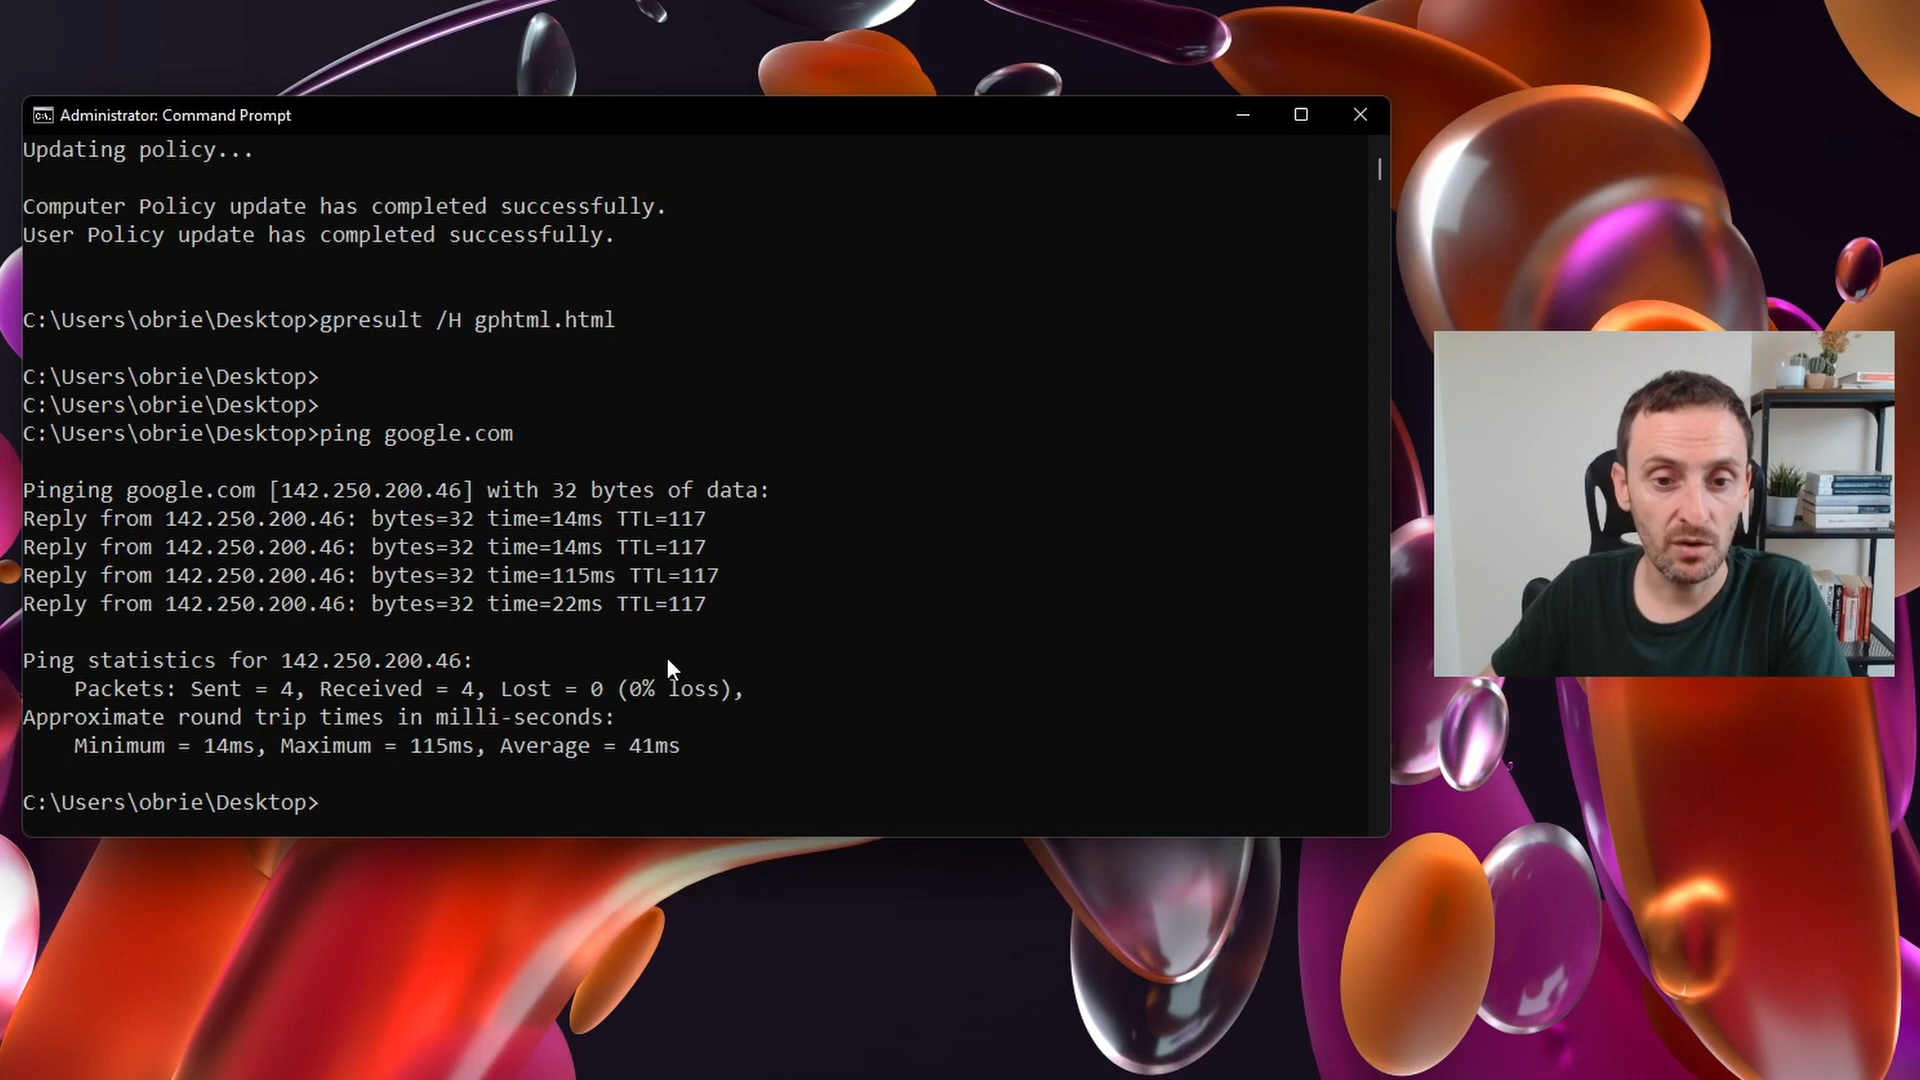 Administrator: Command Prompt
Updating policy...
Computer Policy update has completed successfully.
User Policy update has completed successfully.
C:\Users\obrie\Desktop>gpresult /H gphtml.html
C:\Users\obrie\Desktop>
C:\Users\obrie\Desktop>
C:\Users\obrie\Desktop>ping google.com
Pinging google.com [142.250.200.46] with 32 bytes of data:
Reply from 142.250.200.46: bytes=32 time=14ms TTL=117
Reply from 142.250.200.46: bytes=32 time=14ms TTL=117
Reply from 142.250.200.46: bytes=32 time=115ms TTL=117
Reply from 142.250.200.46: bytes=32 time=22ms TTL=117
Ping statistics for 142.250.200.46:
Packets: Sent = 4, Received = 4, Lost = 0 (0% loss),
Approximate round trip times in milli-seconds:
Minimum = 14ms, Maximum = 115ms, Average = 41ms
C:\Users\obrie\Desktop>